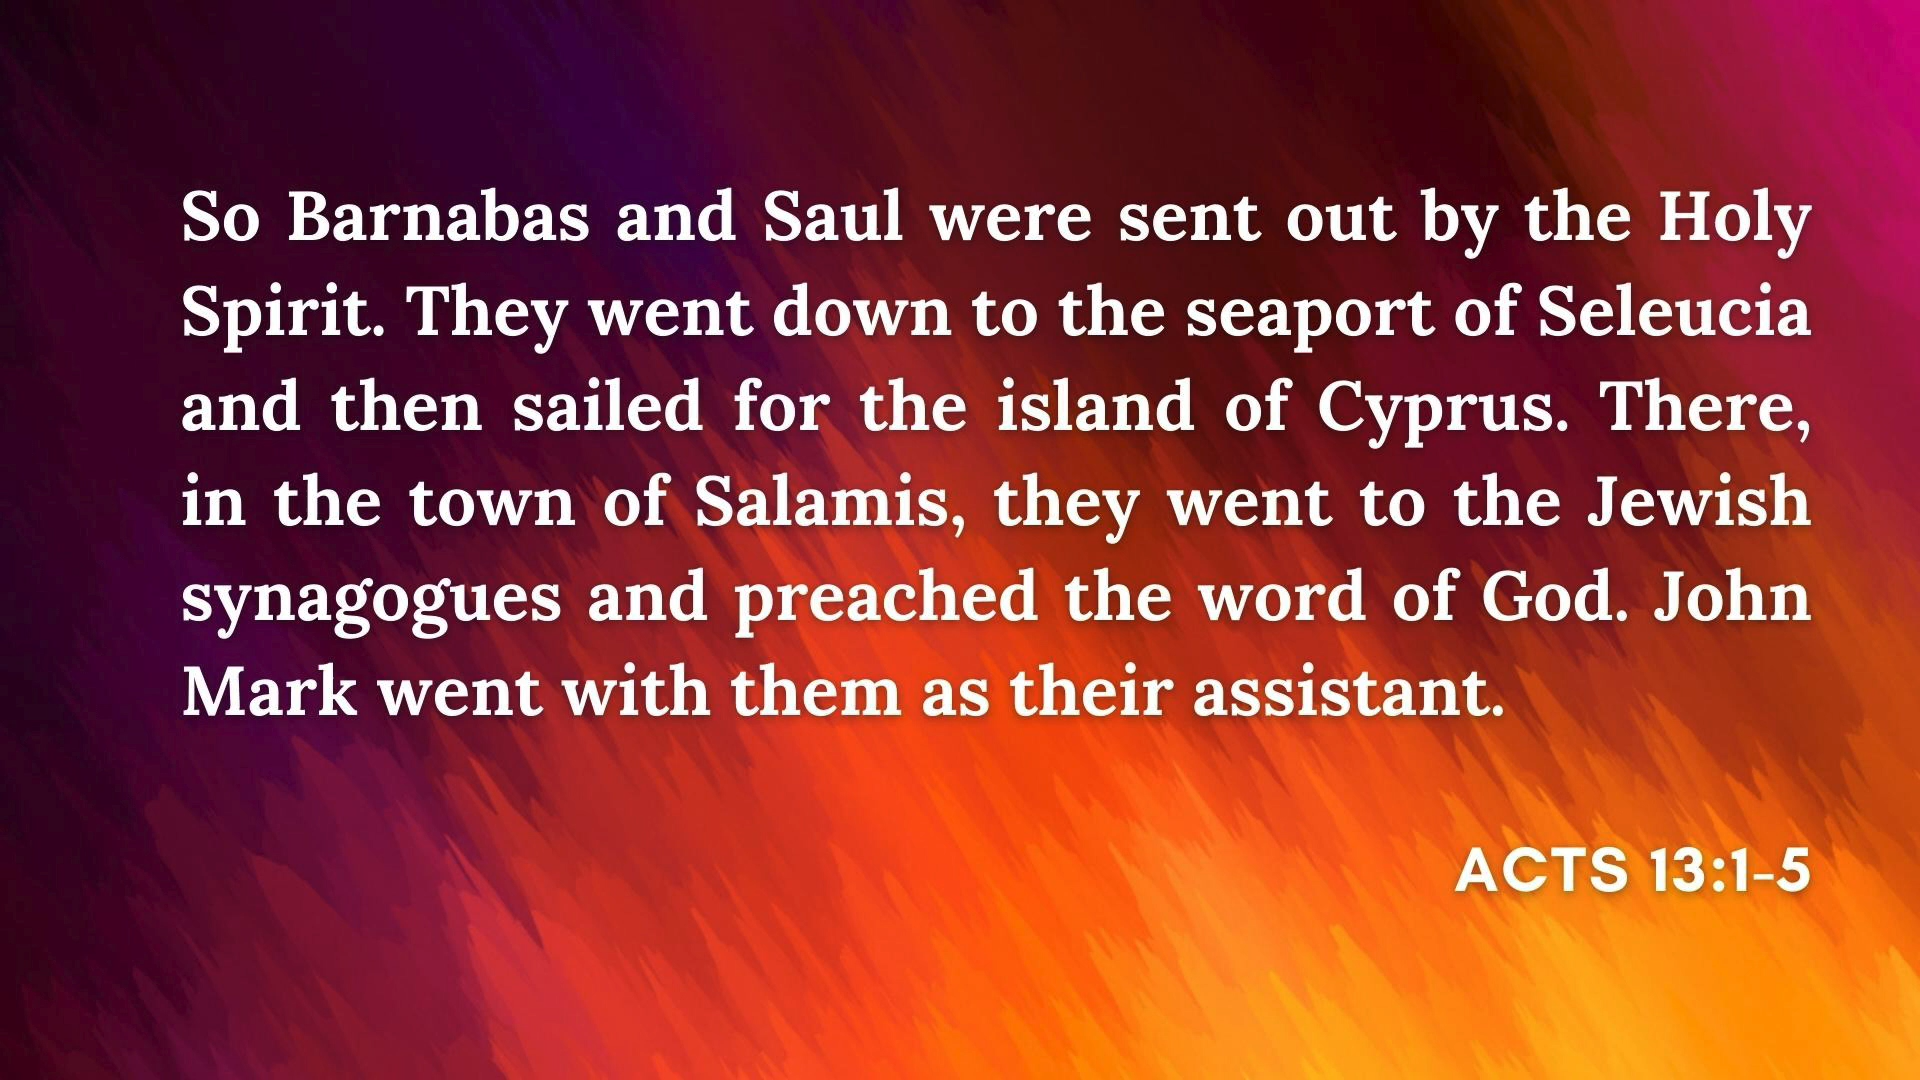 So Barnabas and Saul were sent out by the Holy
Spirit. They went down to the seaport of Seleucia
and then sailed for the island of Cyprus. There,
in the town of Salamis, they went to the Jewish
synagogues and preached the word of God. John
Mark went with them as their assistant.
ACTS 13:1-5